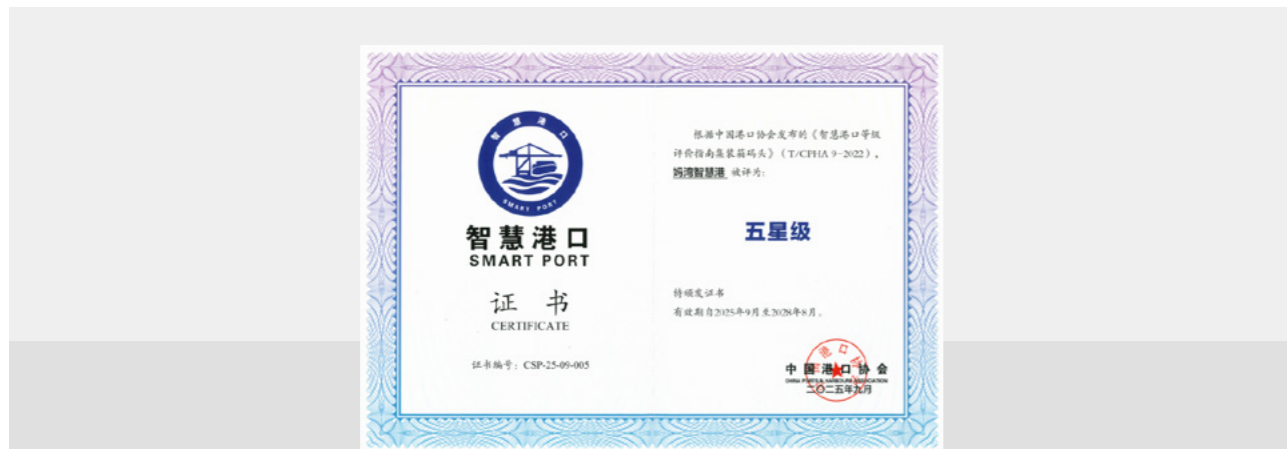 智慧港口
SMART PORT
智慧港口
SMART PORT
证 书
CERTIFICATE
证书编号：CSP-25-09-005
根据中国港口协会发布的《智慧港口等级
评价指南集装箱码头》（T/CPHA 9-2022），
妈湾智慧港 被评为:
五星级
特颁发证书
有效期自2025年9月至2028年8月。
中国港口协会
CHINA PORTS & HARBOURS ASSOCIATION
二〇二五年九月